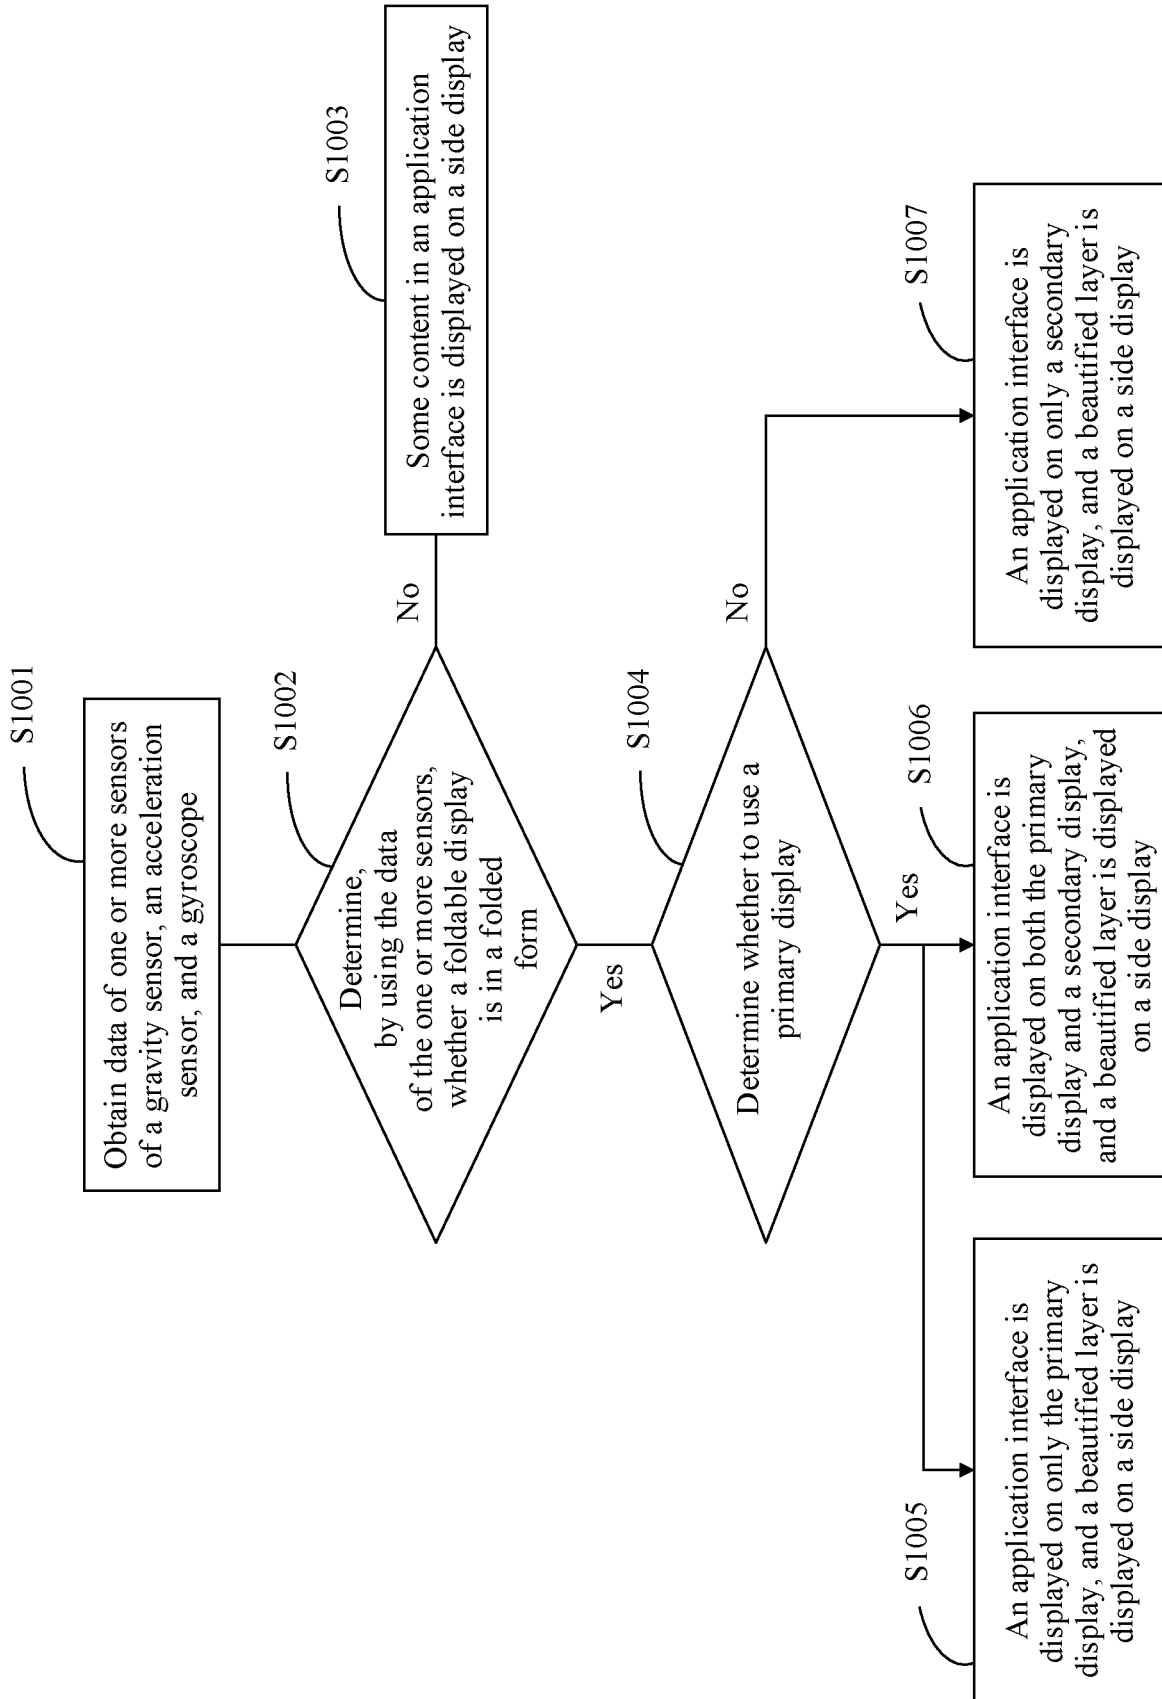 S1001
Obtain data of one or more sensors
of a gravity sensor, an acceleration
sensor, and a gyroscope
S1002
Determine,
by using the data
of the one or more sensors,
whether a foldable display
is in a folded
form
No
S1003
Some content in an application
interface is displayed on a side display
Yes
S1004
Determine whether to use a
primary display
No
Yes
S1005
An application interface is
displayed on only the primary
display, and a beautified layer is
displayed on a side display
S1006
An application interface is
displayed on both the primary
display and a secondary display,
and a beautified layer is displayed
on a side display
S1007
An application interface is
displayed on only a secondary
display, and a beautified layer is
displayed on a side display